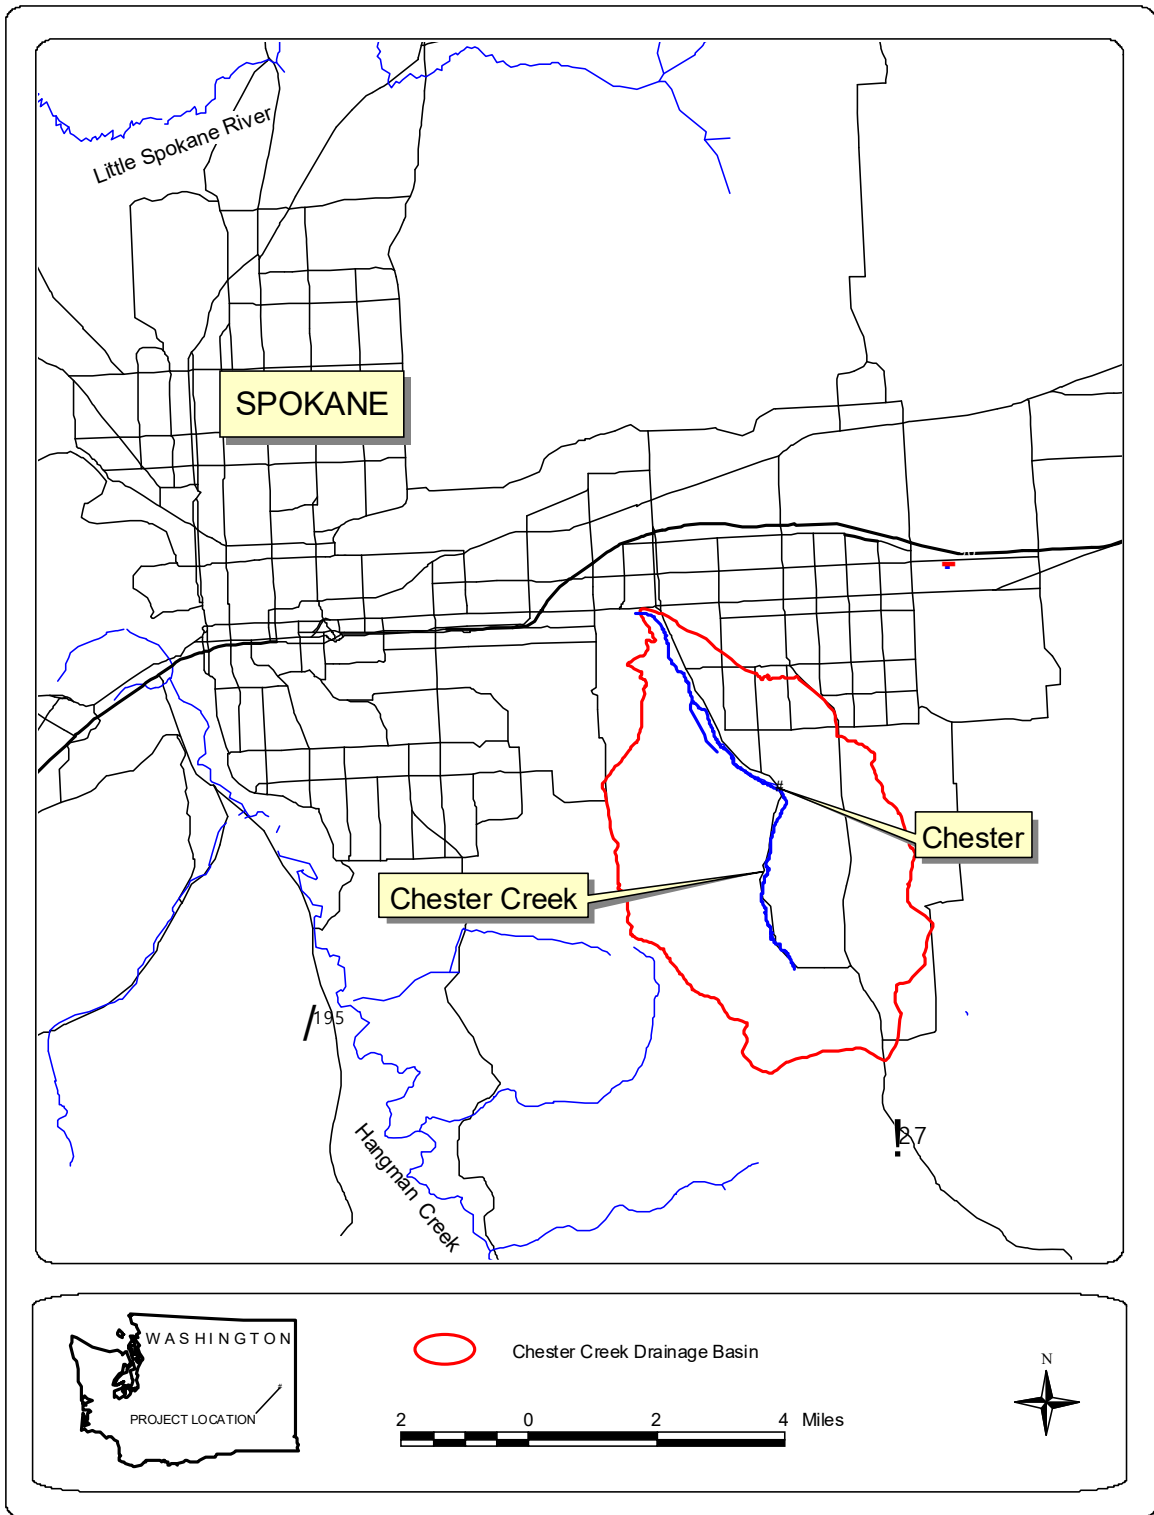 Little Spokane River
SPOKANE
Chester
Chester Creek
195
27
Hangman Creek
WASHINGTON
PROJECT LOCATION
Chester Creek Drainage Basin
2 0 2 4 Miles
N